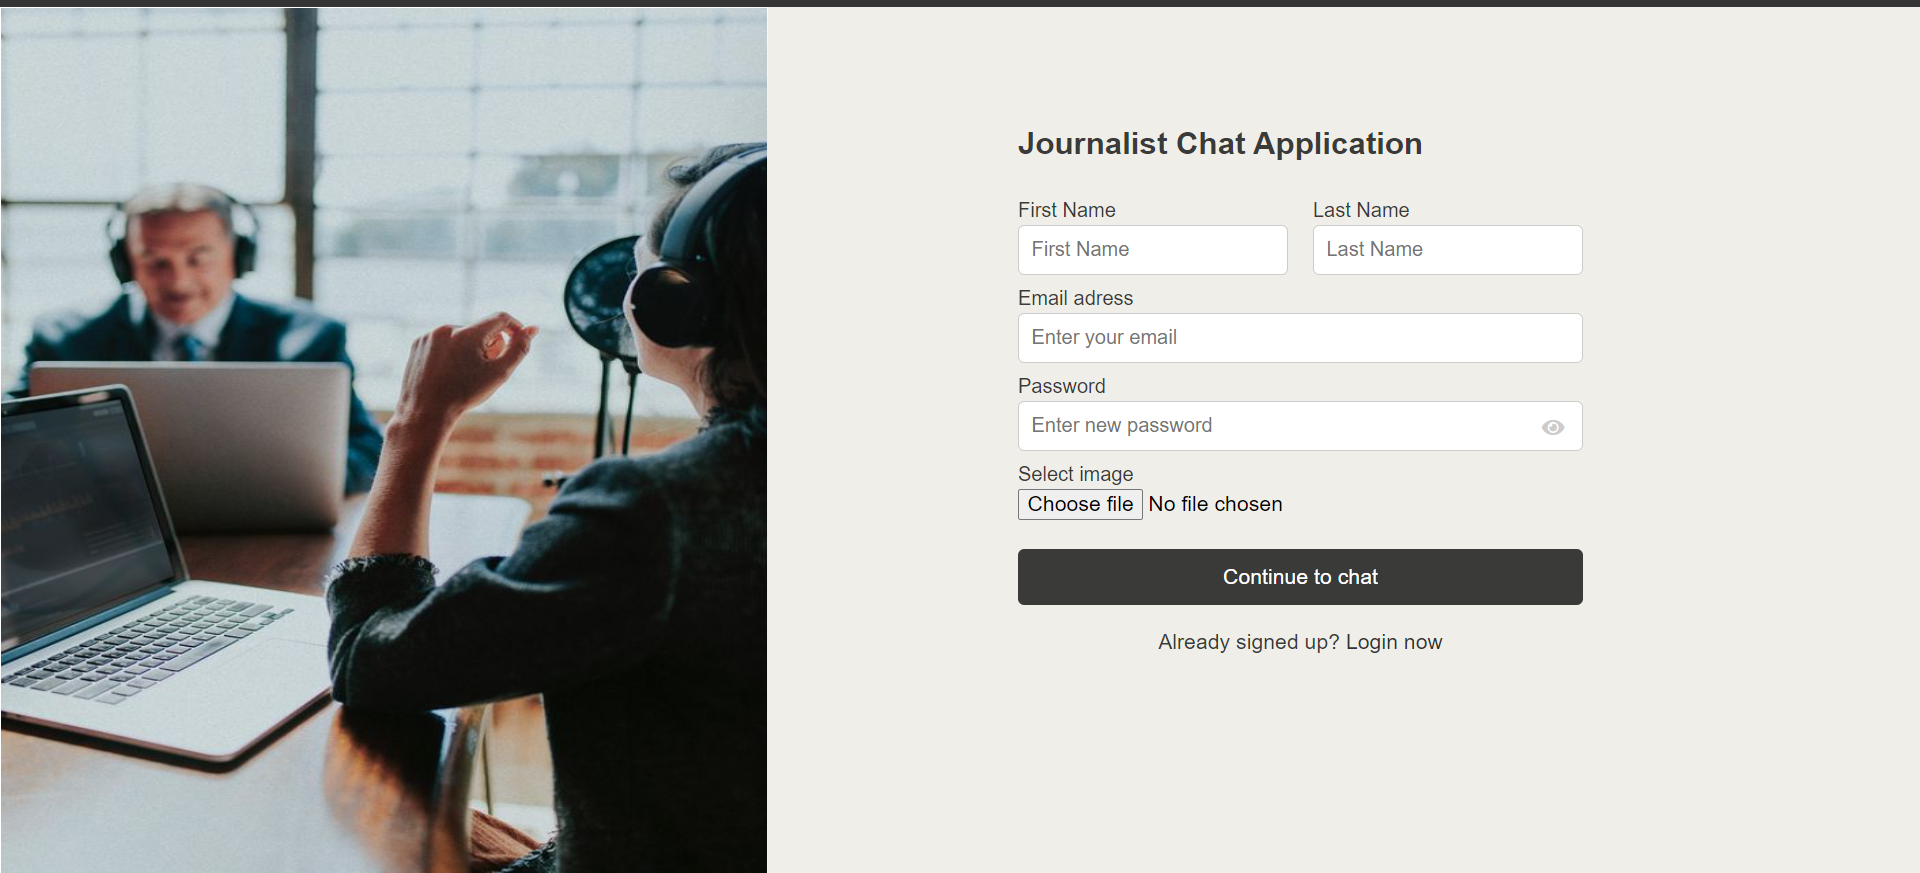 Journalist Chat Application
First Name Last Name
First Name Last Name
Email adress
Enter your email
Password
Enter new password
Select image
Choose file No file chosen
Continue to chat
Already signed up? Login now